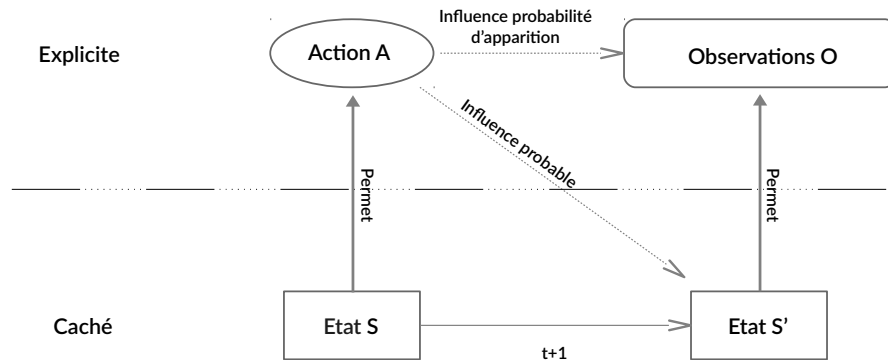 Influence probabilité
d'apparition
Explicite
Action A
Observations O
Influence probable
Permet
Permet
Caché
Etat S
Etat S'
t+1